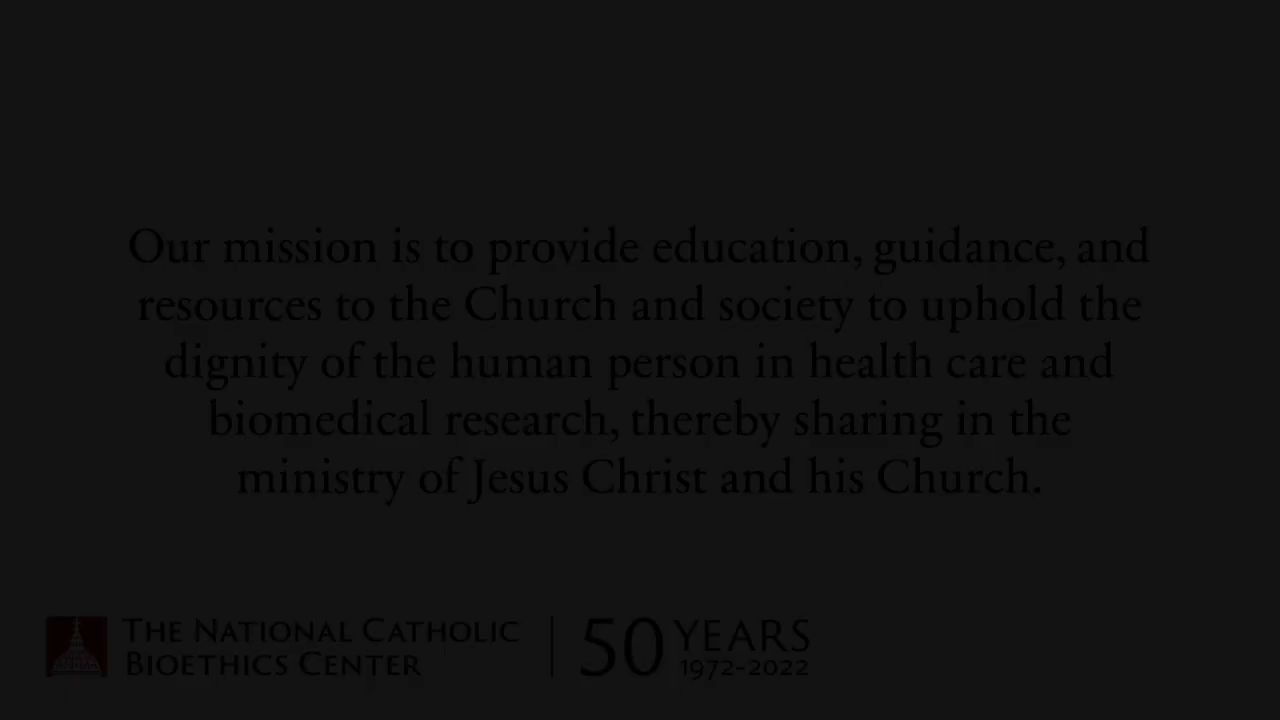 Our mission is to provide education, guidance, and
resources to the Church and society to uphold the
dignity of the human person in health care and
biomedical research, thereby sharing in the
ministry of Jesus Christ and his Church.
THE NATIONAL CATHOLIC
BIOETHICS CENTER
50 YEARS
1972-2022